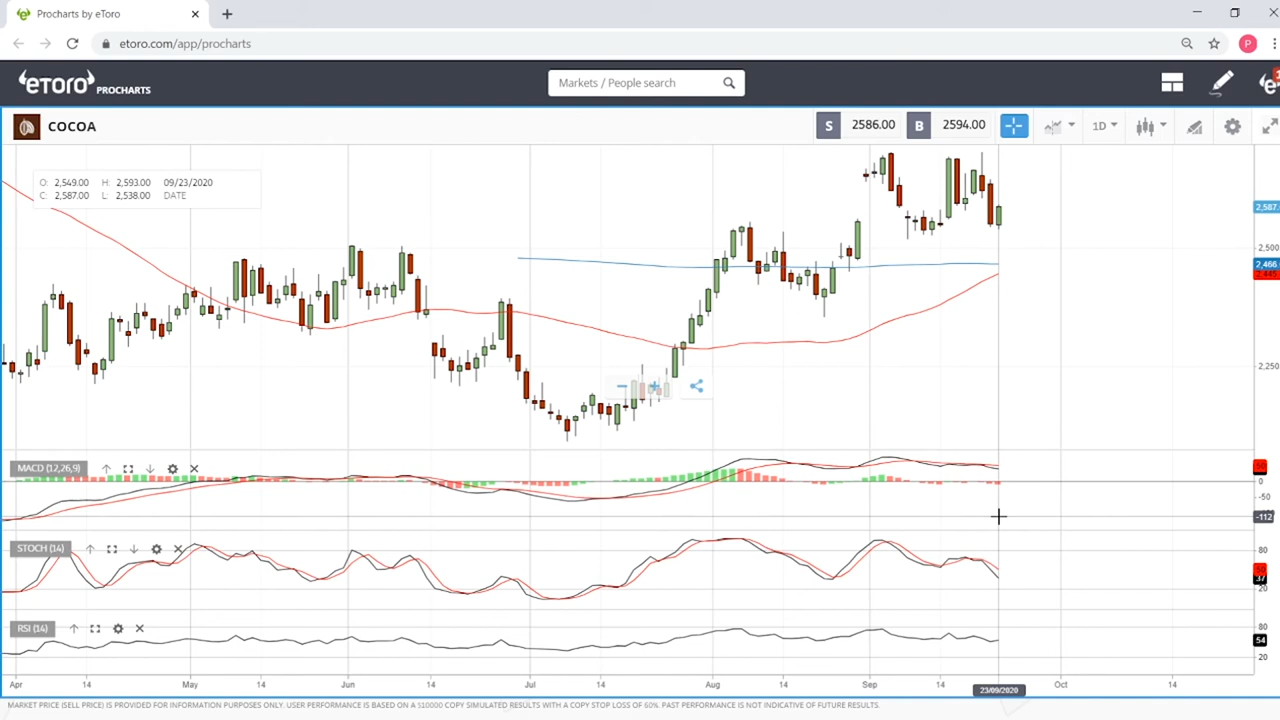 Procharts by eToro
etoro.com/app/procharts
P
eTORO PROCHARTS
Markets / People search
COCOA
S 2586.00 B 2594.00
1D
O: 2,549.00 H: 2,593.00 09/23/2020
C: 2,587.00 L: 2,538.00 DATE
2,587
2,500
2,466
2,445
2,250
MACD (12,26,9)
50
0
-50
-112
STOCH (14)
80
50
37
20
RSI (14)
80
54
20
Apr 14 May 14 Jun 14 Jul 14 Aug Sep 14 23/09/2020 Oct 14
MARKET PRICE (SELL PRICE) IS PROVIDED FOR INFORMATION PURPOSES ONLY. USER PERFORMANCE IS BASED ON A $10000 COPY SIMULATED RESULTS WITH A COPY STOP LOSS OF 60%. PAST PERFORMANCE IS NOT INDICATIVE OF FUTURE RESULTS.